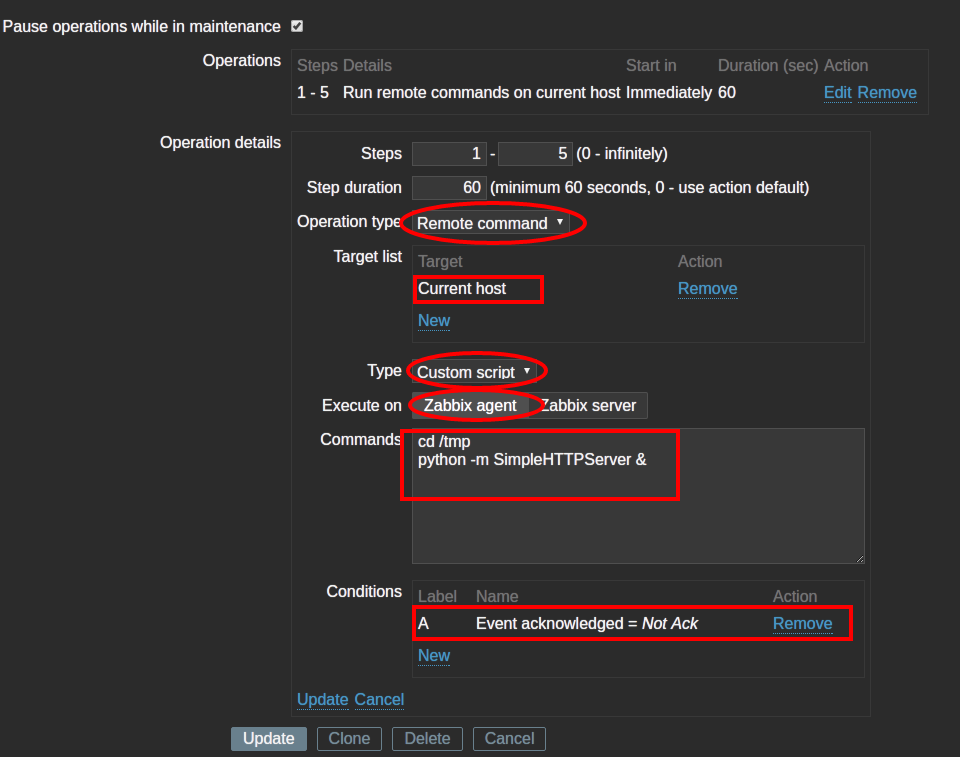 Pause operations while in maintenance
Operations
Steps Details Start in Duration (sec) Action
1 - 5 Run remote commands on current host Immediately 60 Edit Remove
Operation details
Steps 1 - 5 (0 - infinitely)
Step duration 60 (minimum 60 seconds, 0 - use action default)
Operation type Remote command
Target list
Target Action
Current host Remove
New
Type Custom script
Execute on Zabbix agent Zabbix server
Commands
cd /tmp
python -m SimpleHTTPServer &
Conditions
Label Name Action
A Event acknowledged = Not Ack Remove
New
Update Cancel
Update Clone Delete Cancel